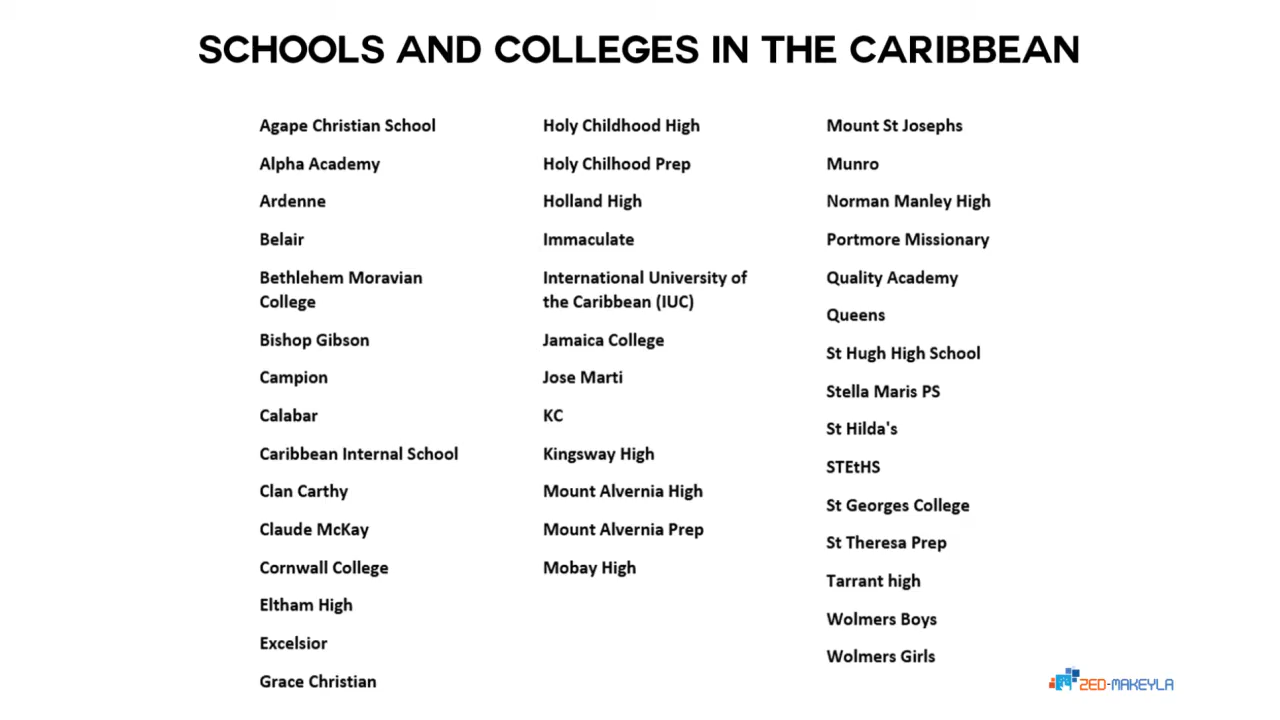 SCHOOLS AND COLLEGES IN THE CARIBBEAN
Agape Christian School
Alpha Academy
Ardenne
Belair
Bethlehem Moravian
College
Bishop Gibson
Campion
Calabar
Caribbean Internal School
Clan Carthy
Claude McKay
Cornwall College
Eltham High
Excelsior
Grace Christian
Holy Childhood High
Holy Chilhood Prep
Holland High
Immaculate
International University of
the Caribbean (IUC)
Jamaica College
Jose Marti
KC
Kingsway High
Mount Alvernia High
Mount Alvernia Prep
Mobay High
Mount St Josephs
Munro
Norman Manley High
Portmore Missionary
Quality Academy
Queens
St Hugh High School
Stella Maris PS
St Hilda's
STEtHS
St Georges College
St Theresa Prep
Tarrant high
Wolmers Boys
Wolmers Girls
ZED-MAKEYLA